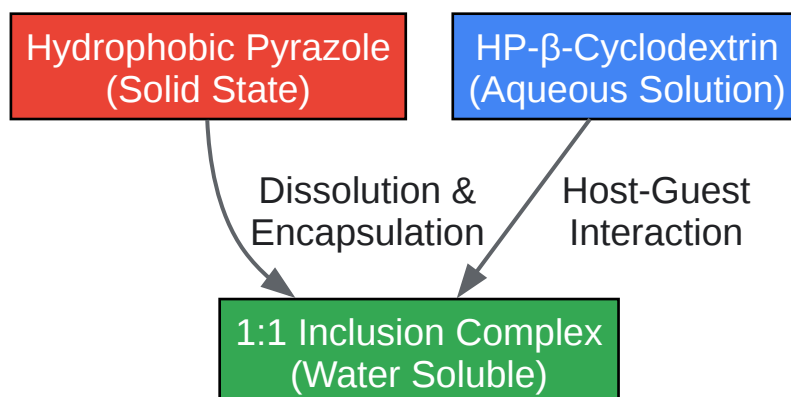 Hydrophobic Pyrazole
(Solid State)
HP-β-Cyclodextrin
(Aqueous Solution)
Dissolution &
Encapsulation
Host-Guest
Interaction
1:1 Inclusion Complex
(Water Soluble)